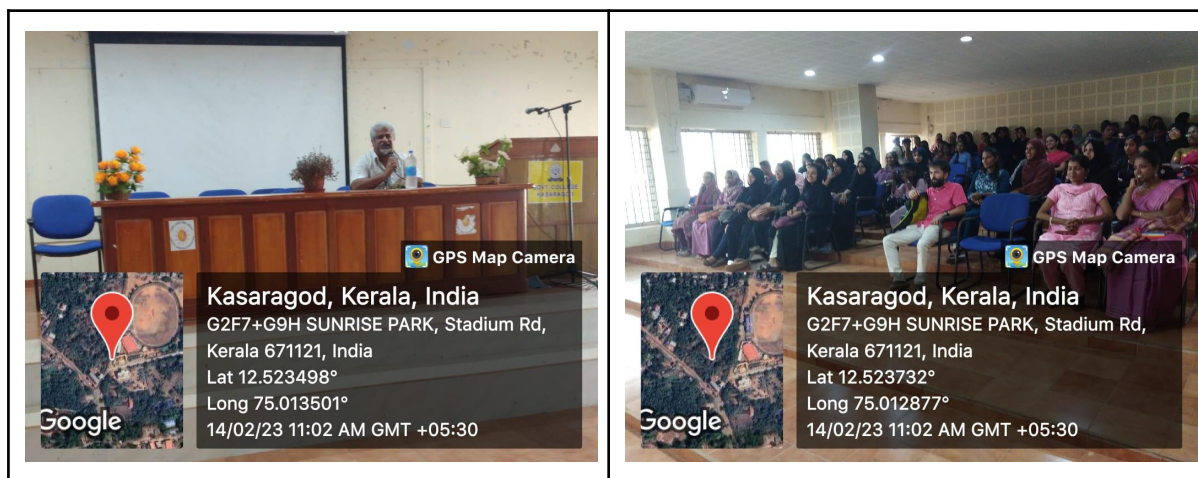 GOVT COLLEGE
KASARAGOD
GPS Map Camera
Kasaragod, Kerala, India
G2F7+G9H SUNRISE PARK, Stadium Rd,
Kerala 671121, India
Lat 12.523498°
Long 75.013501°
14/02/23 11:02 AM GMT +05:30
Google
GPS Map Camera
Kasaragod, Kerala, India
G2F7+G9H SUNRISE PARK, Stadium Rd,
Kerala 671121, India
Lat 12.523732°
Long 75.012877°
14/02/23 11:02 AM GMT +05:30
Google